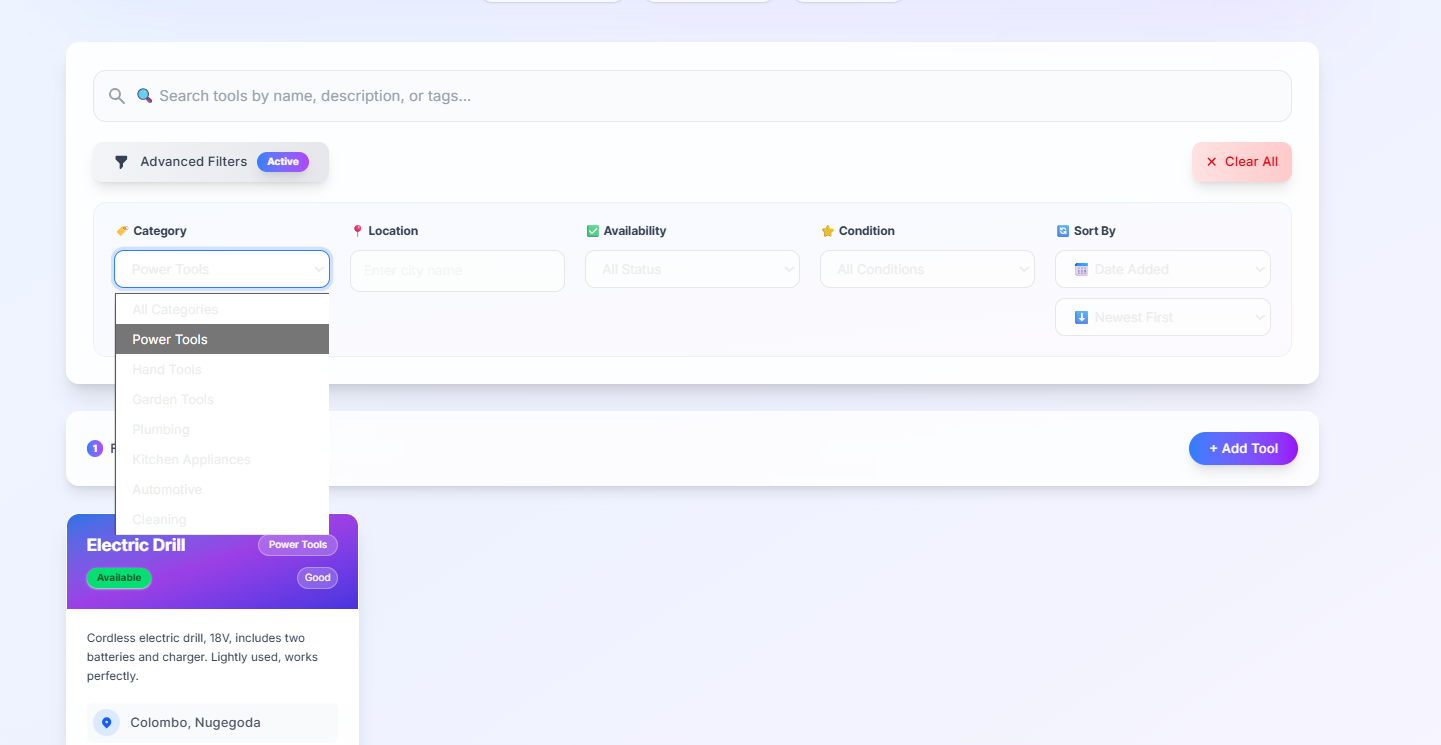 Search tools by name, description, or tags...
Advanced Filters Active
Clear All
Category Location Availability Condition Sort By
Power Tools Enter city name All Status All Conditions Date Added
Newest First
All Categories
Power Tools
Hand Tools
Garden Tools
Plumbing
Kitchen Appliances
Automotive
Cleaning
1
+ Add Tool
Electric Drill Power Tools
Available Good
Cordless electric drill, 18V, includes two
batteries and charger. Lightly used, works
perfectly.
Colombo, Nugegoda